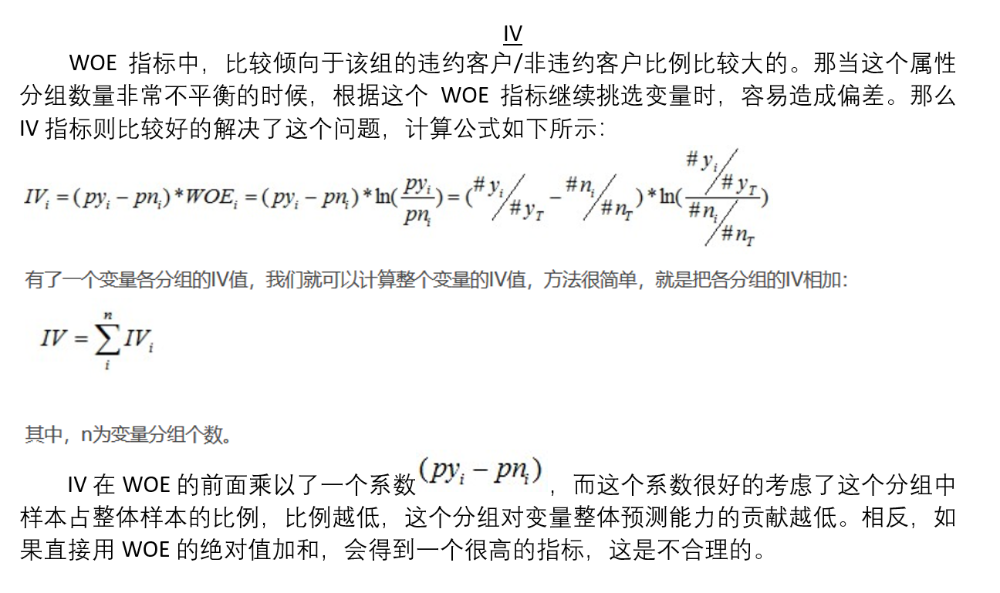 IV
WOE 指标中，比较倾向于该组的违约客户/非违约客户比例比较大的。那当这个属性
分组数量非常不平衡的时候，根据这个 WOE 指标继续挑选变量时，容易造成偏差。那么
IV 指标则比较好的解决了这个问题，计算公式如下所示：
IV_i = (py_i − pn_i) * WOE_i = (py_i − pn_i) * ln(py_i / pn_i) = (#y_i / #y_T − #n_i / #n_T) * ln((#y_i / #y_T) / (#n_i / #n_T))
有了一个变量各分组的IV值，我们就可以计算整个变量的IV值，方法很简单，就是把各分组的IV相加：
IV = ∑_i^n IV_i
其中，n为变量分组个数。
IV 在 WOE 的前面乘以了一个系数(py_i − pn_i)，而这个系数很好的考虑了这个分组中
样本占整体样本的比例，比例越低，这个分组对变量整体预测能力的贡献越低。相反，如
果直接用 WOE 的绝对值加和，会得到一个很高的指标，这是不合理的。